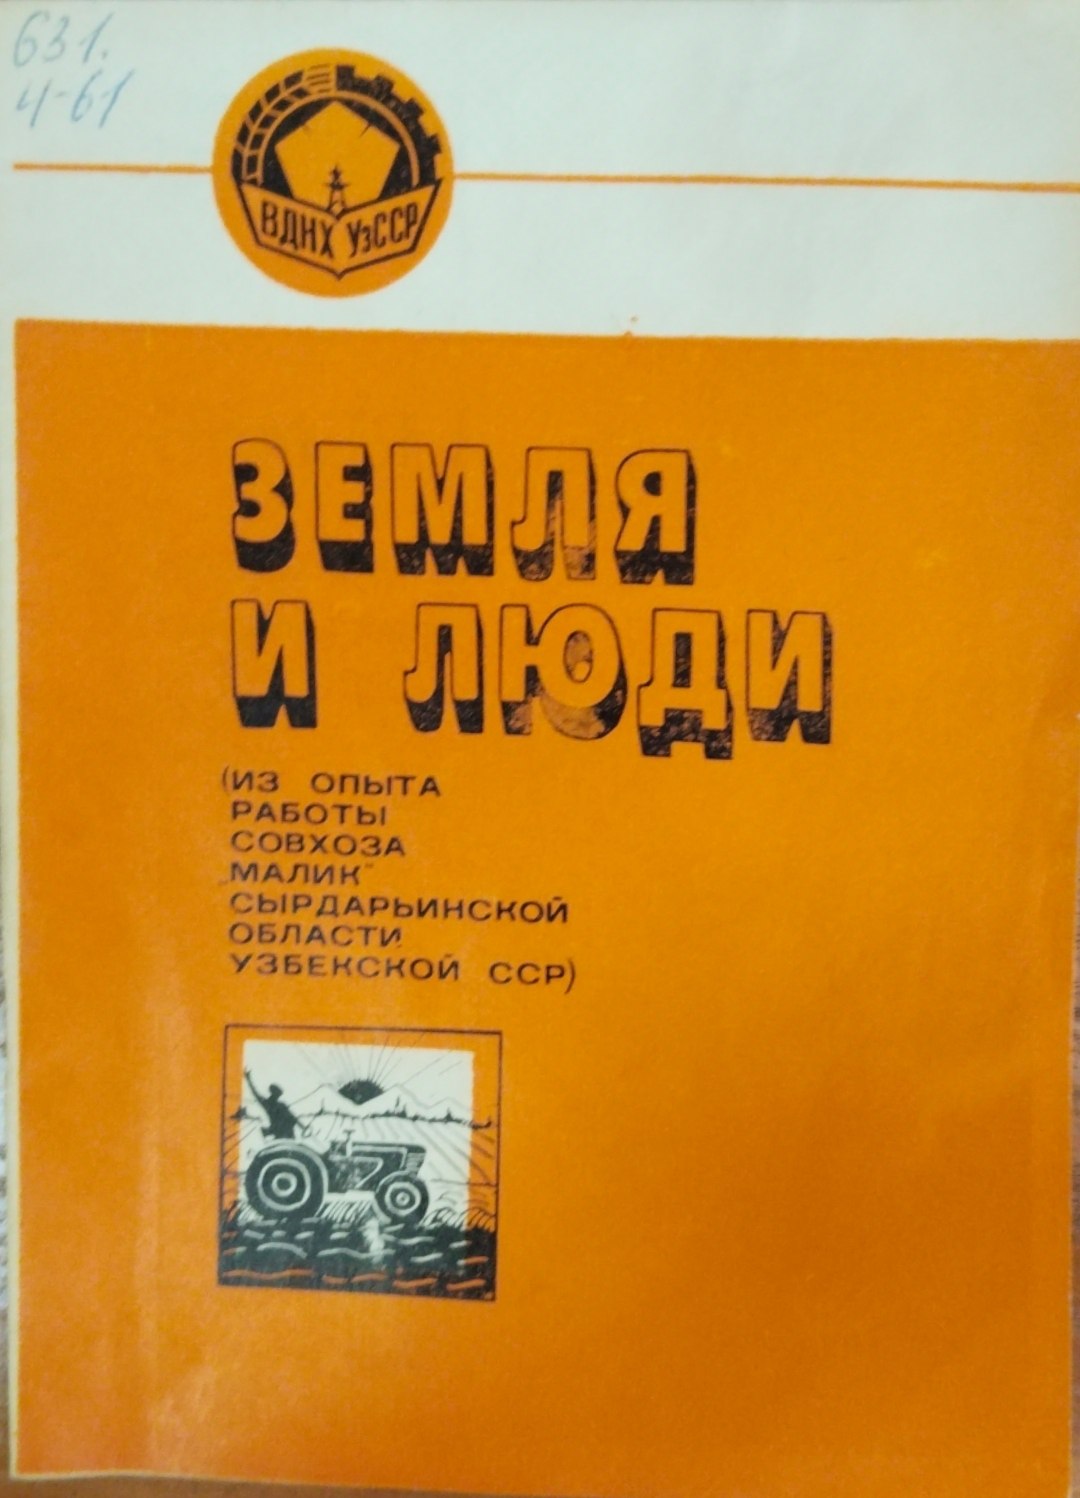 631.
4-61
ВДНХ УзССР
ЗЕМЛЯ
И ЛЮДИ
(ИЗ ОПЫТА
РАБОТЫ
СОВХОЗА
„МАЛИК“
СЫРДАРЬИНСКОЙ
ОБЛАСТИ
УЗБЕКСКОЙ ССР)